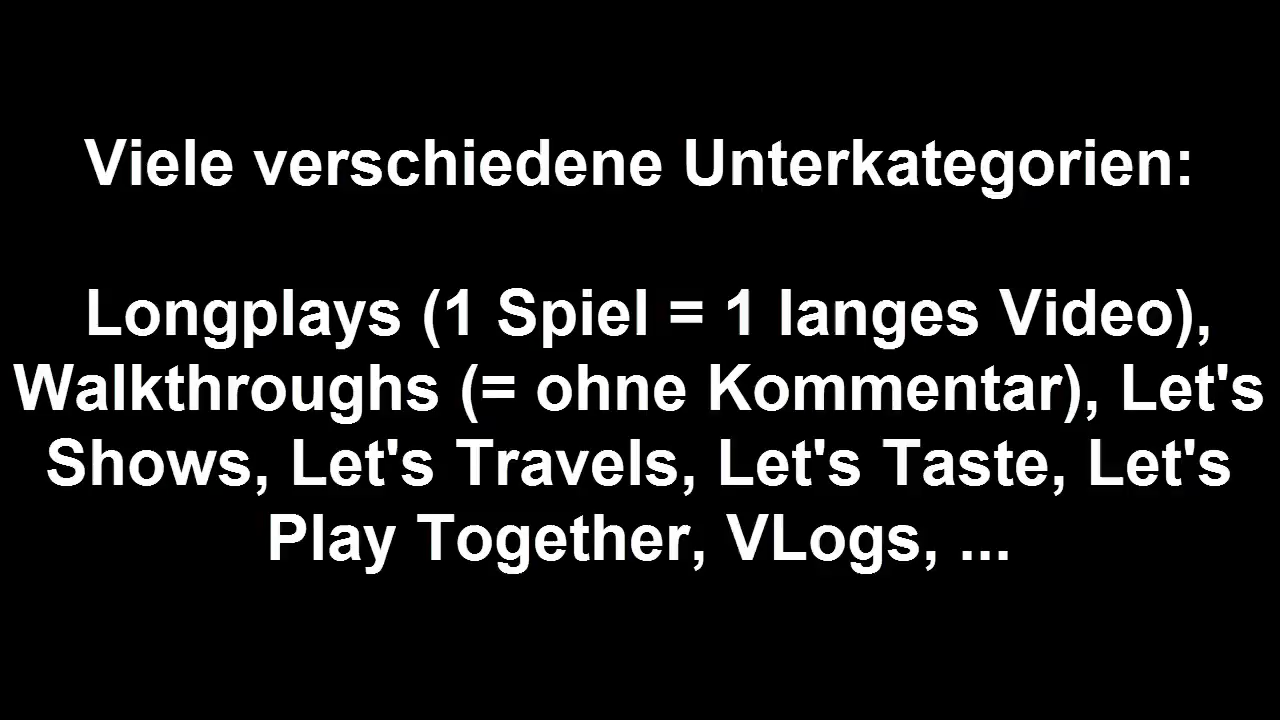 Viele verschiedene Unterkategorien:
Longplays (1 Spiel = 1 langes Video),
Walkthroughs (= ohne Kommentar), Let's
Shows, Let's Travels, Let's Taste, Let's
Play Together, VLogs, ...